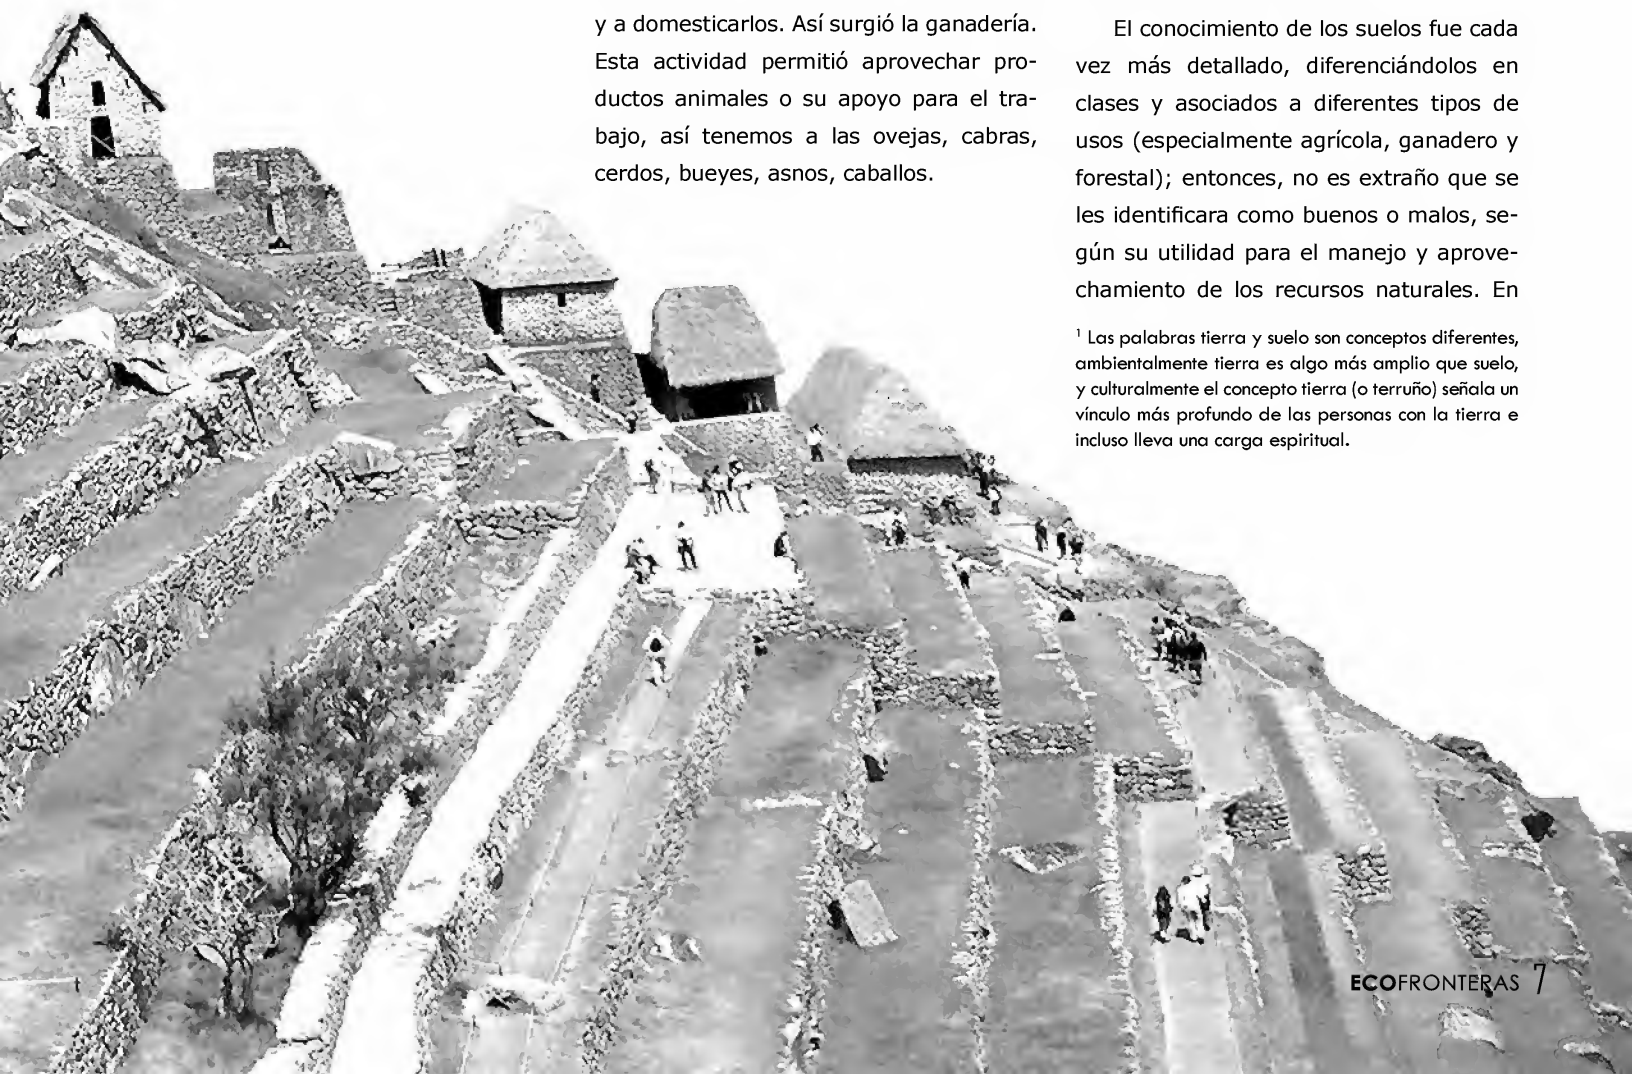 y a domesticarlos. Así surgió la ganadería.
Esta actividad permitió aprovechar pro-
ductos animales o su apoyo para el tra-
bajo, así tenemos a las ovejas, cabras,
cerdos, bueyes, asnos, caballos.
El conocimiento de los suelos fue cada
vez más detallado, diferenciándolos en
clases y asociados a diferentes tipos de
usos (especialmente agrícola, ganadero y
forestal); entonces, no es extraño que se
les identificara como buenos o malos, se-
gún su utilidad para el manejo y aprove-
chamiento de los recursos naturales. En
¹ Las palabras tierra y suelo son conceptos diferentes,
ambientalmente tierra es algo más amplio que suelo,
y culturalmente el concepto tierra (o terruño) señala un
vínculo más profundo de las personas con la tierra e
incluso lleva una carga espiritual.
ECOFRONTERAS 7